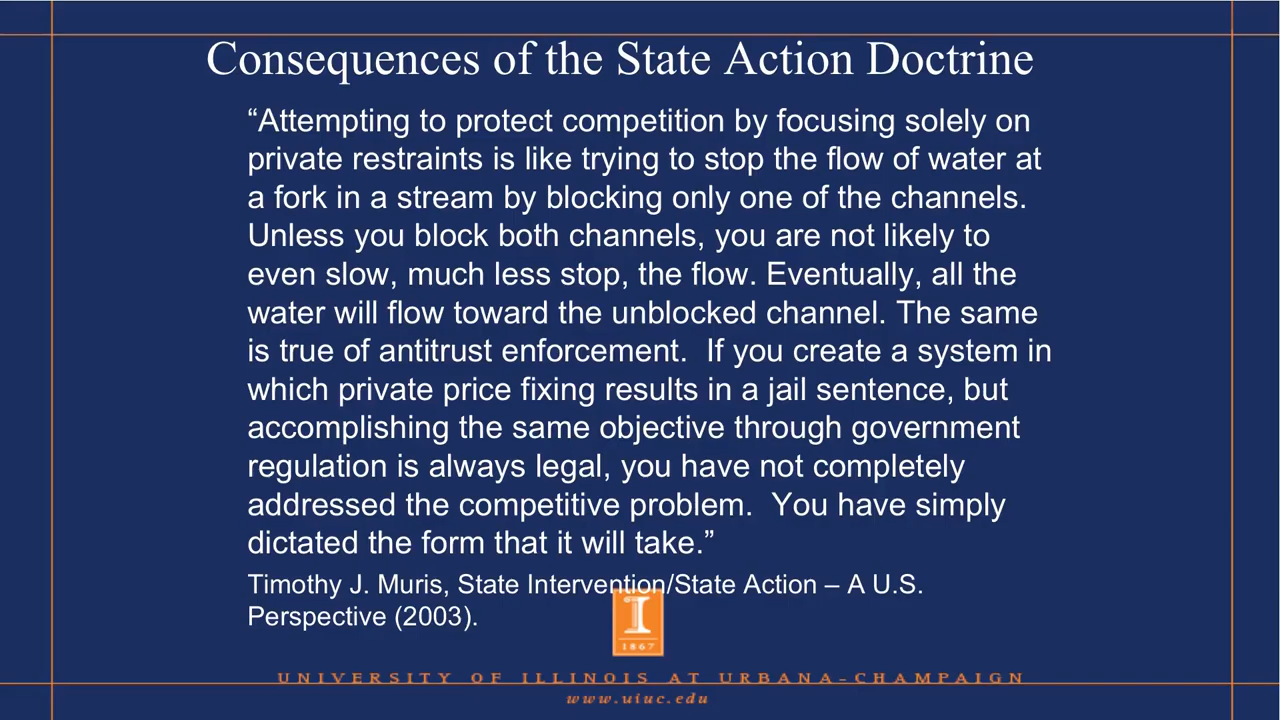 Consequences of the State Action Doctrine
“Attempting to protect competition by focusing solely on
private restraints is like trying to stop the flow of water at
a fork in a stream by blocking only one of the channels.
Unless you block both channels, you are not likely to
even slow, much less stop, the flow. Eventually, all the
water will flow toward the unblocked channel. The same
is true of antitrust enforcement.  If you create a system in
which private price fixing results in a jail sentence, but
accomplishing the same objective through government
regulation is always legal, you have not completely
addressed the competitive problem.  You have simply
dictated the form that it will take.”
Timothy J. Muris, State Intervention/State Action – A U.S.
Perspective (2003).
I
1867
UNIVERSITY OF ILLINOIS AT URBANA-CHAMPAIGN
www.uiuc.edu